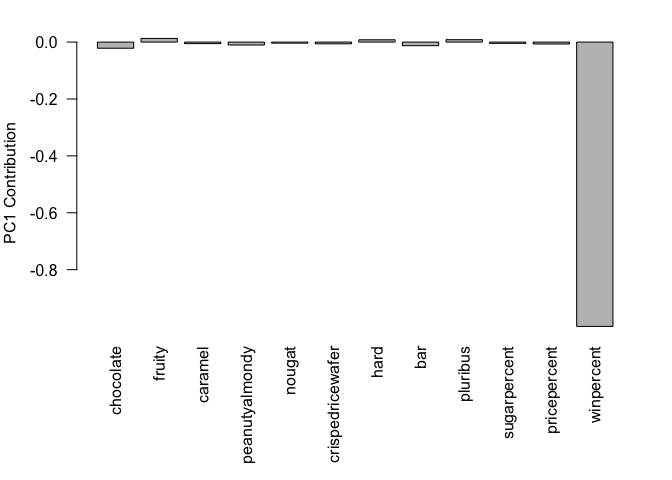 PC1 Contribution
0.0
-0.2
-0.4
-0.6
-0.8
chocolate
fruity
caramel
peanutyalmondy
nougat
crispedricewafer
hard
bar
pluribus
sugarpercent
pricepercent
winpercent